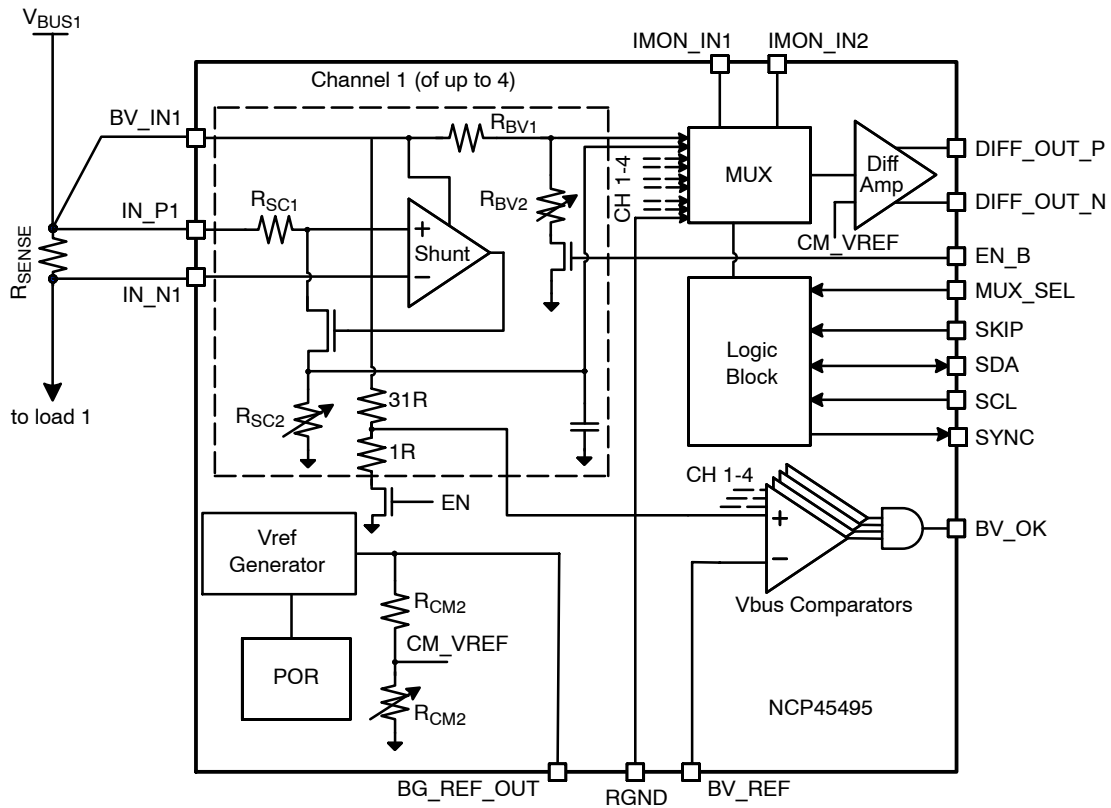 VBUS1
IMON_IN1
IMON_IN2
Channel 1 (of up to 4)
BV_IN1
RBV1
DIFF_OUT_P
MUX
Diff
Amp
CH 1-4
IN_P1
RSC1
RBV2
DIFF_OUT_N
+
Shunt
–
CM_VREF
EN_B
RSENSE
IN_N1
MUX_SEL
SKIP
Logic
Block
SDA
to load 1
31R
SCL
RSC2
SYNC
1R
CH 1-4
EN
+
BV_OK
Vref
Generator
–
Vbus Comparators
RCM2
CM_VREF
POR
RCM2
NCP45495
BG_REF_OUT
RGND
BV_REF